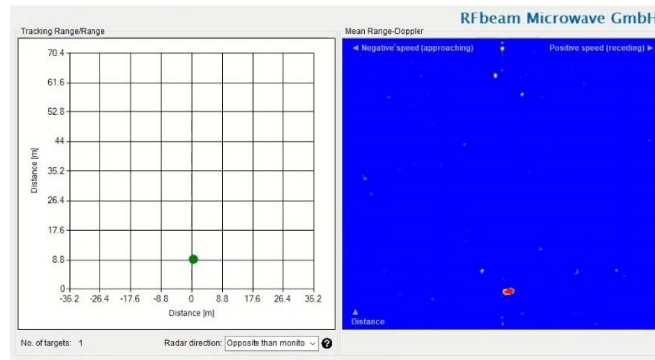 RFbeam Microwave GmbH
Tracking Range/Range
Mean Range-Doppler
◄ Negative speed (approaching)
Positive speed (receding) ►
70.4
61.6
52.8
44
35.2
26.4
17.6
8.8
0
Distance [m]
-35.2 -26.4 -17.6 -8.8 0 8.8 17.6 26.4 35.2
Distance [m]
▲
Distance
No. of targets: 1
Radar direction: Opposite than monito